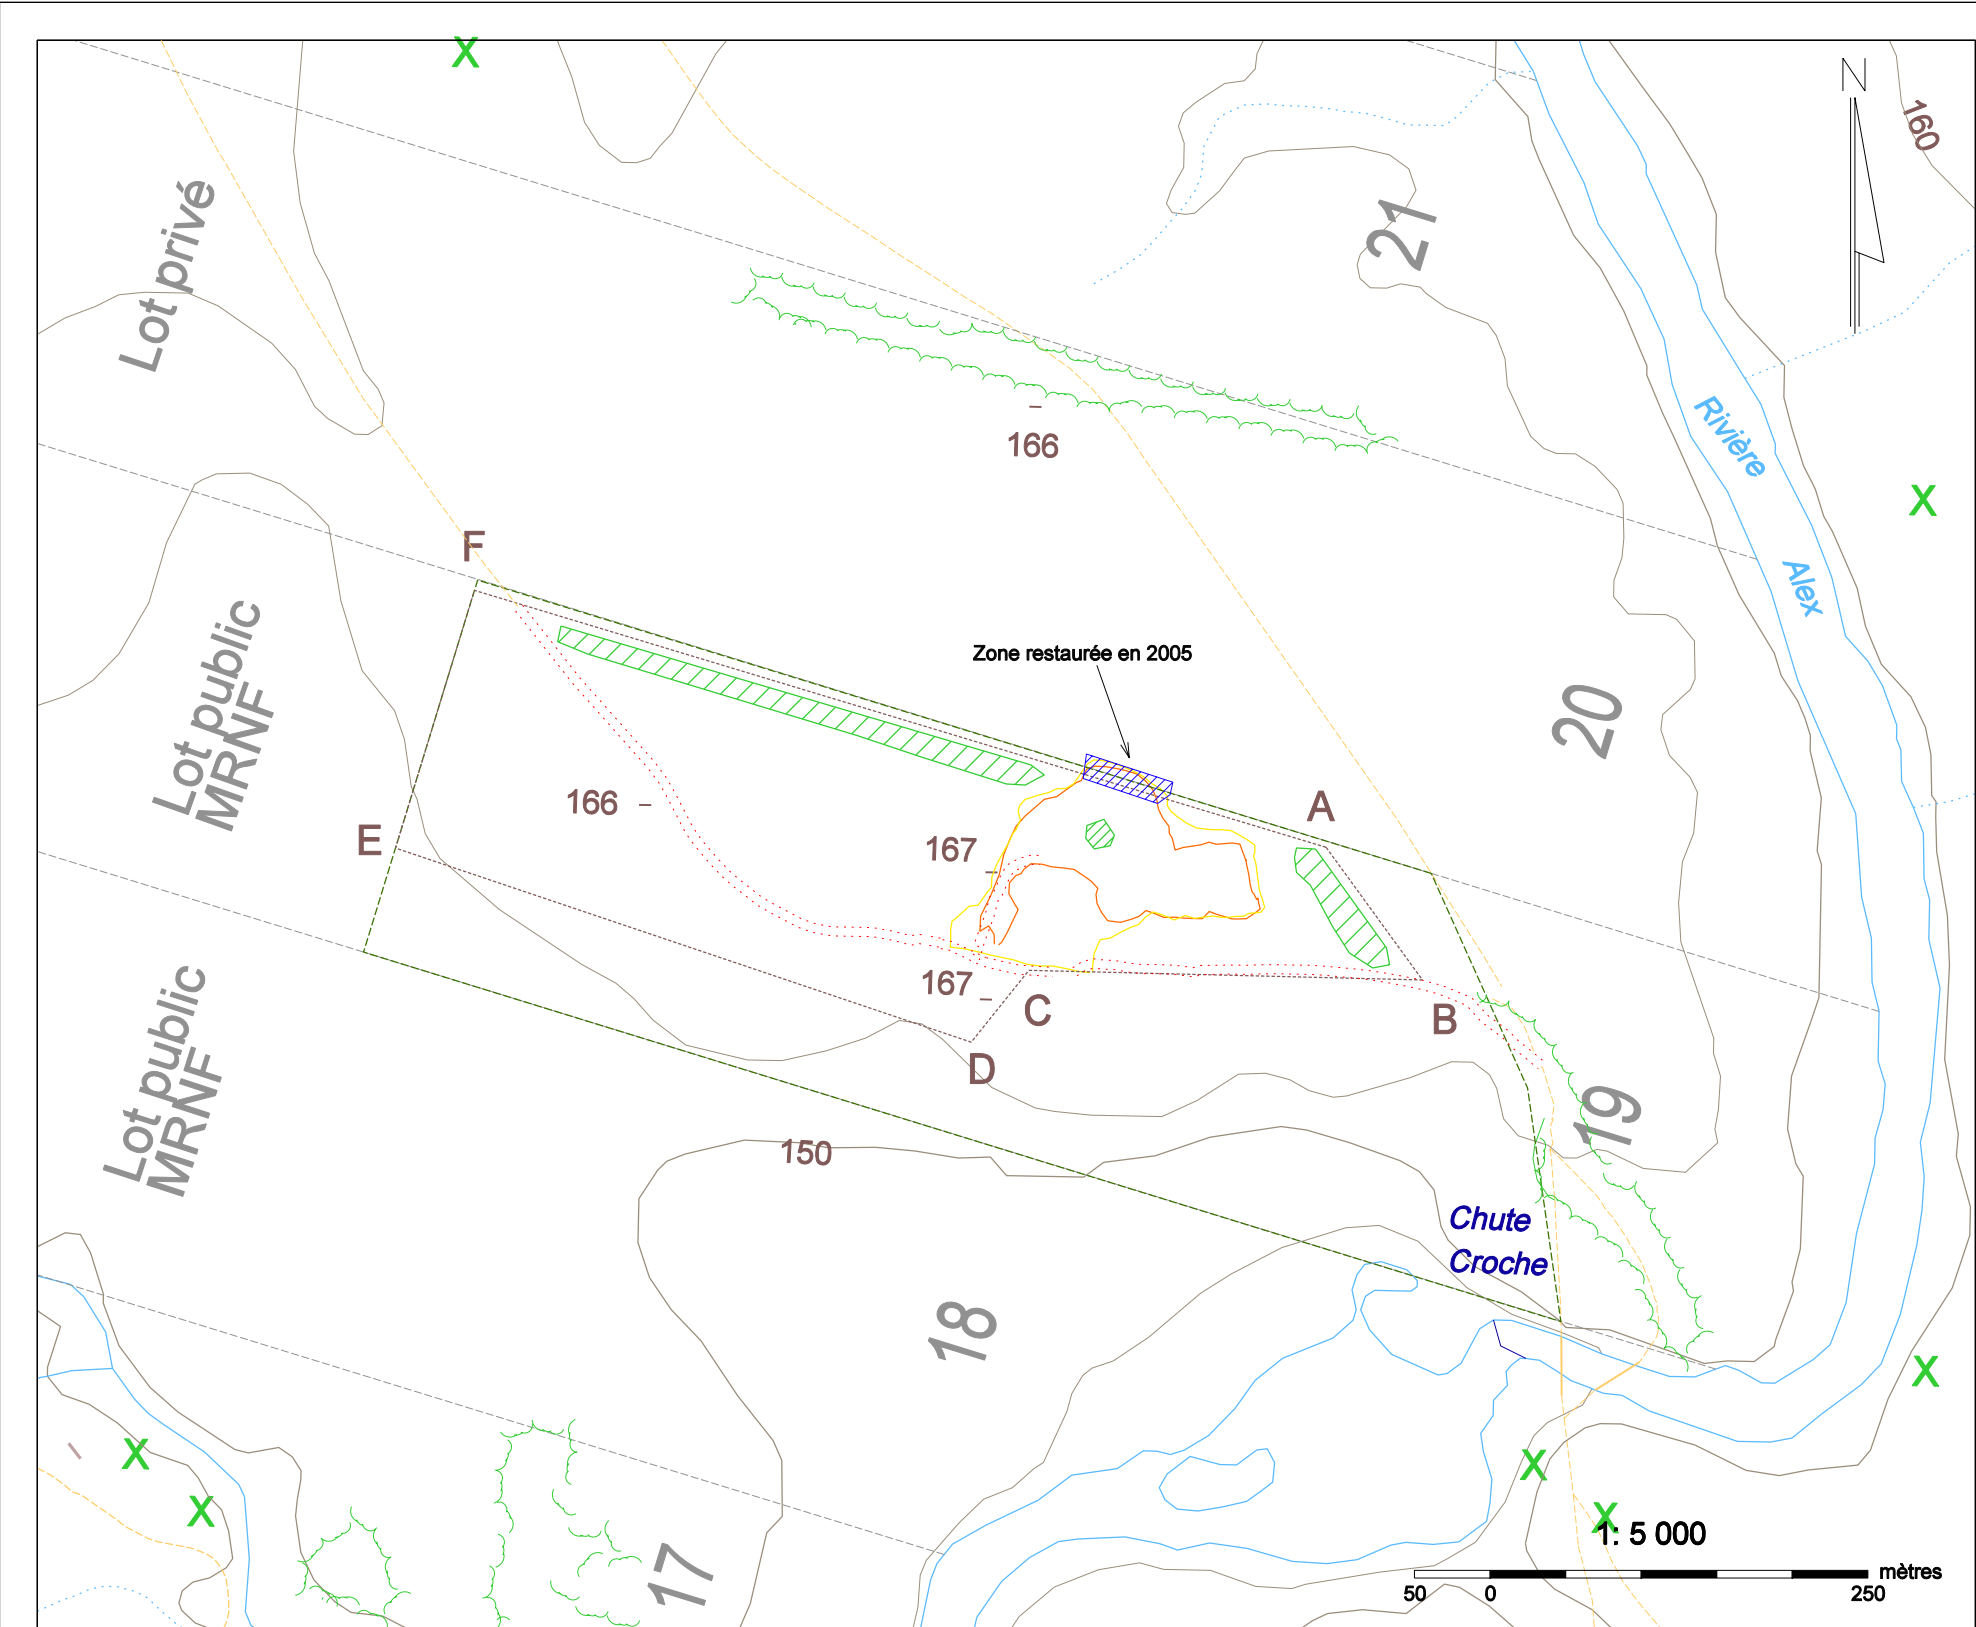 X
N
160
Lot privé
21
166
Rivière
X
F
Alex
Lot public
MRNF
Zone restaurée en 2005
20
166
A
E
167
167
C
B
D
Lot public
MRNF
19
150
Chute
Croche
18
X
X
X
X
X
1: 5 000
17
mètres
50
0
250